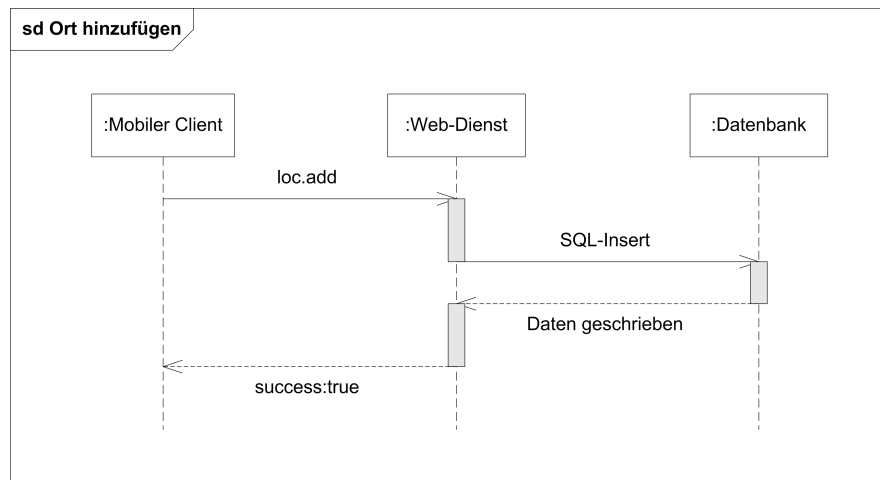 sd Ort hinzufügen
:Mobiler Client
:Web-Dienst
:Datenbank
loc.add
SQL-Insert
Daten geschrieben
success:true